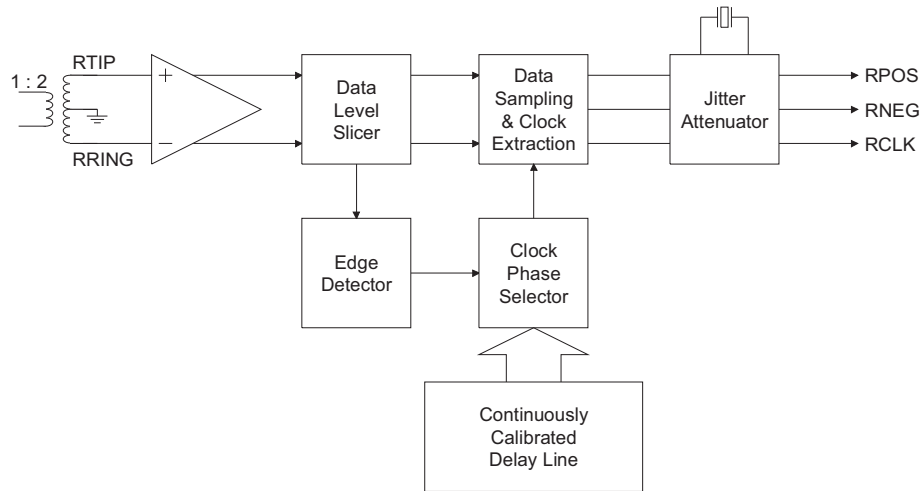 1 : 2
RTIP
RRING
+
−
Data
Level
Slicer
Data
Sampling
& Clock
Extraction
Jitter
Attenuator
RPOS
RNEG
RCLK
Edge
Detector
Clock
Phase
Selector
Continuously
Calibrated
Delay Line